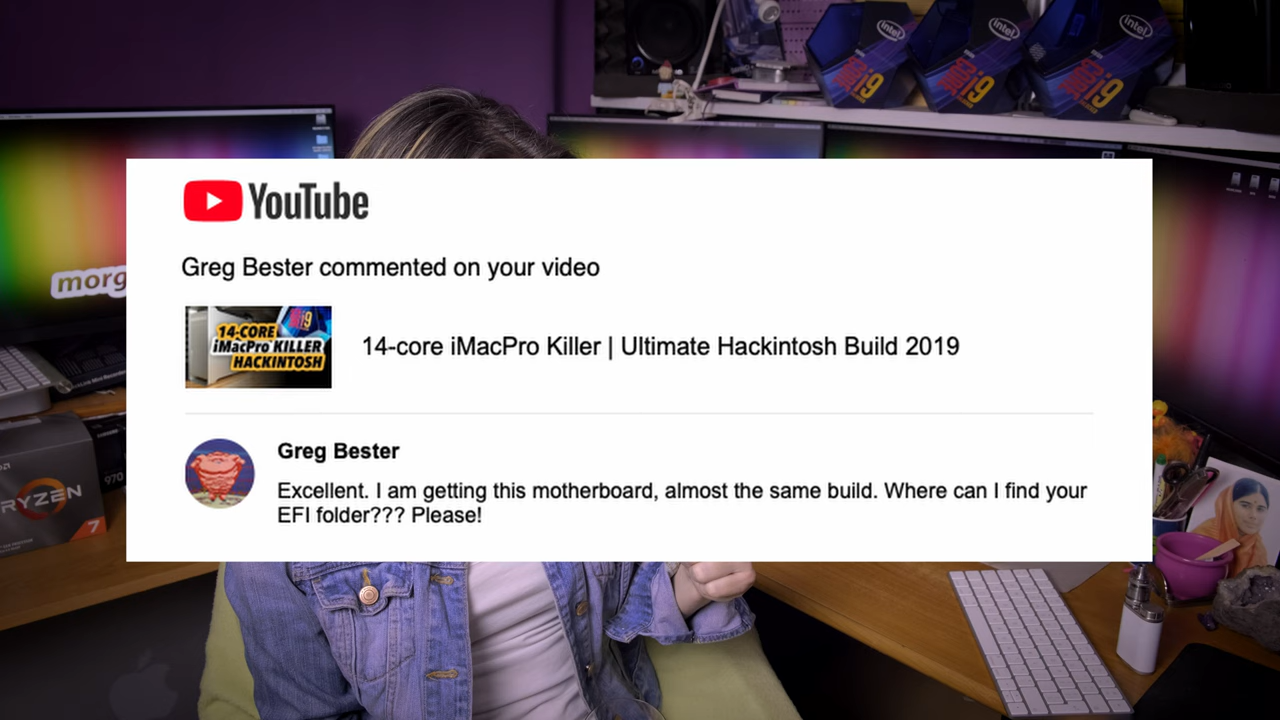 intel
intel
intel
CORE
i9
CORE
i9
CORE
i9
YouTube
Greg Bester commented on your video
14-CORE
iMacPro KILLER
HACKINTOSH
14-core iMacPro Killer | Ultimate Hackintosh Build 2019
morg
Greg Bester
Excellent. I am getting this motherboard, almost the same build. Where can I find your
EFI folder??? Please!
970
RYZEN
7